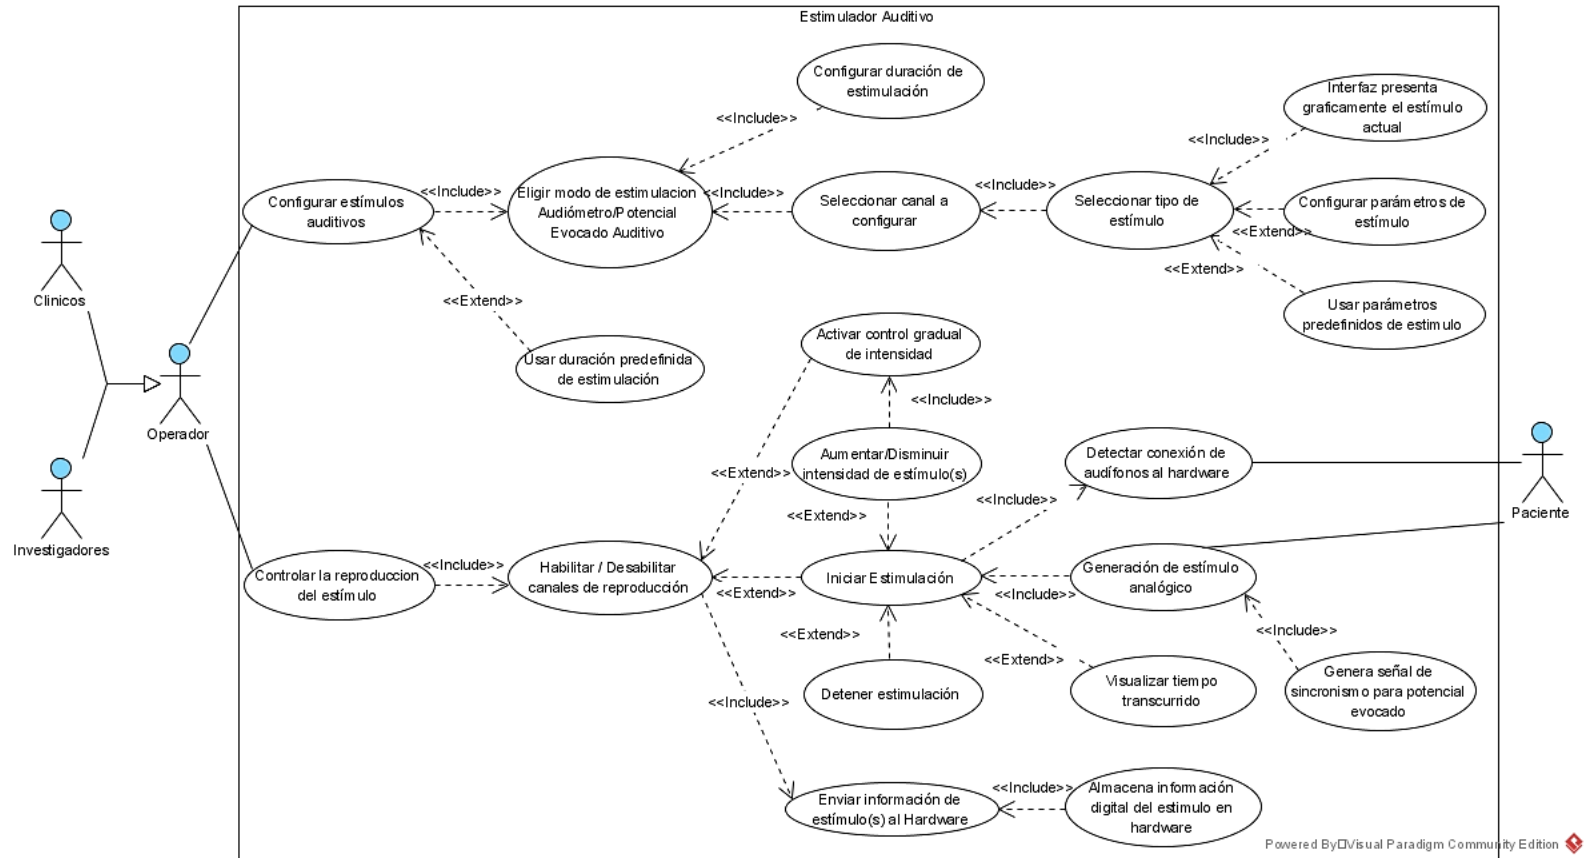 Estimulador Auditivo
Configurar duración de
estimulación
<<Include>>
Interfaz presenta
graficamente el estímulo
actual
<<Include>>
Configurar estímulos
auditivos
<<Include>>
Eligir modo de estimulacion
Audiómetro/Potencial
Evocado Auditivo
<<Include>>
Seleccionar canal a
configurar
<<Include>>
Seleccionar tipo de
estímulo
Configurar parámetros de
estímulo
<<Extend>>
<<Extend>>
Usar parámetros
predefinidos de estimulo
Clinicos
<<Extend>>
Usar duración predefinida
de estimulación
Activar control gradual
de intensidad
<<Include>>
Operador
Aumentar/Disminuir
intensidad de estímulo(s)
<<Extend>>
<<Extend>>
Detectar conexión de
audífonos al hardware
<<Include>>
Paciente
Investigadores
Controlar la reproduccion
del estímulo
<<Include>>
Habilitar / Desabilitar
canales de reproducción
<<Extend>>
Iniciar Estimulación
<<Include>>
Generación de estímulo
analógico
<<Include>>
<<Extend>>
<<Extend>>
Detener estimulación
Visualizar tiempo
transcurrido
Genera señal de
sincronismo para potencial
evocado
<<Include>>
Enviar información de
estímulo(s) al Hardware
<<Include>>
Almacena información
digital del estimulo en
hardware
Powered By Visual Paradigm Community Edition